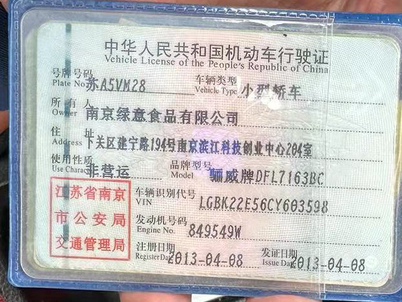 中华人民共和国机动车行驶证
Vehicle License of the People's Republic of China
号牌号码 Plate No. 苏A5VM28 车辆类型 Vehicle Type 小型轿车
所有人 Owner 南京绿意食品有限公司
住址 Address 下关区建宁路194号南京滨江科技创业中心204室
使用性质 Use Character 非营运 品牌型号 Model 骊威牌DFL7163BC
江苏省南京市公安局交通管理局
车辆识别代号 VIN LGBK22E56CY603598
发动机号码 Engine No. 849549W
注册日期 Register Date 2013-04-08 发证日期 Issue Date 2013-04-08